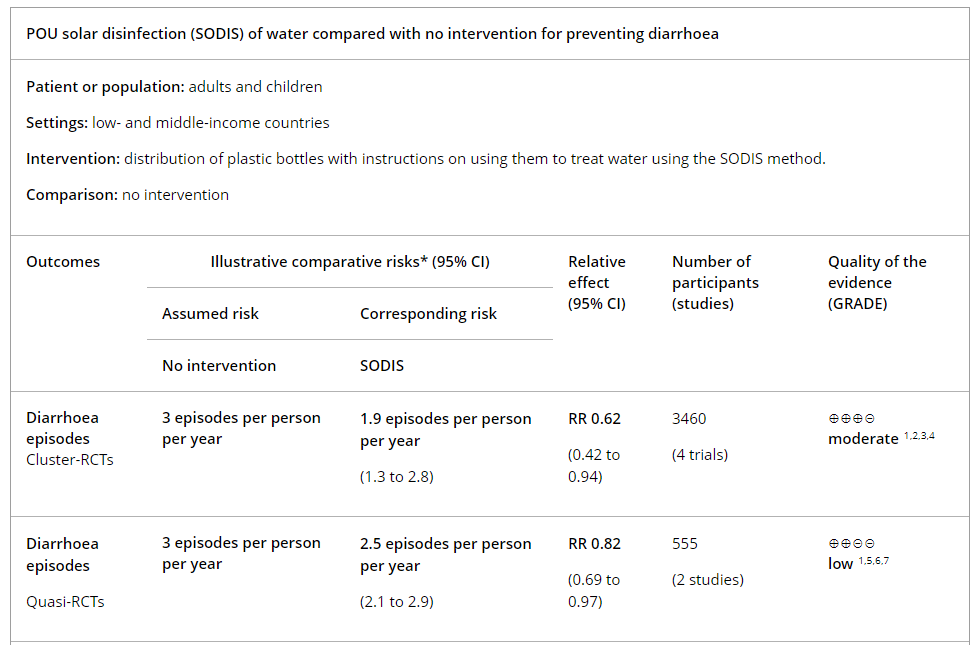 POU solar disinfection (SODIS) of water compared with no intervention for preventing diarrhoea
Patient or population: adults and children
Settings: low- and middle-income countries
Intervention: distribution of plastic bottles with instructions on using them to treat water using the SODIS method.
Comparison: no intervention
Outcomes
Illustrative comparative risks* (95% CI)
Relative
effect
(95% CI)
Number of
participants
(studies)
Quality of the
evidence
(GRADE)
Assumed risk
Corresponding risk
No intervention
SODIS
Diarrhoea
episodes
Cluster-RCTs
3 episodes per person
per year
1.9 episodes per person
per year
(1.3 to 2.8)
RR 0.62
(0.42 to
0.94)
3460
(4 trials)
⊕⊕⊕⊝
moderate 1,2,3,4
Diarrhoea
episodes
Quasi-RCTs
3 episodes per person
per year
2.5 episodes per person
per year
(2.1 to 2.9)
RR 0.82
(0.69 to
0.97)
555
(2 studies)
⊕⊕⊝⊝
low 1,5,6,7